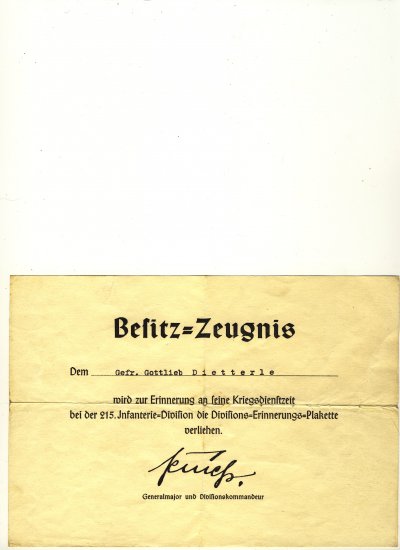 Besitz=Zeugnis
Dem Gefr. Gottlieb Dietterle
wird zur Erinnerung an seine Kriegsdienstzeit
bei der 215. Infanterie=Division die Divisions=Erinnerungs=Plakette
verliehen.
Generalmajor und Divisionskommandeur